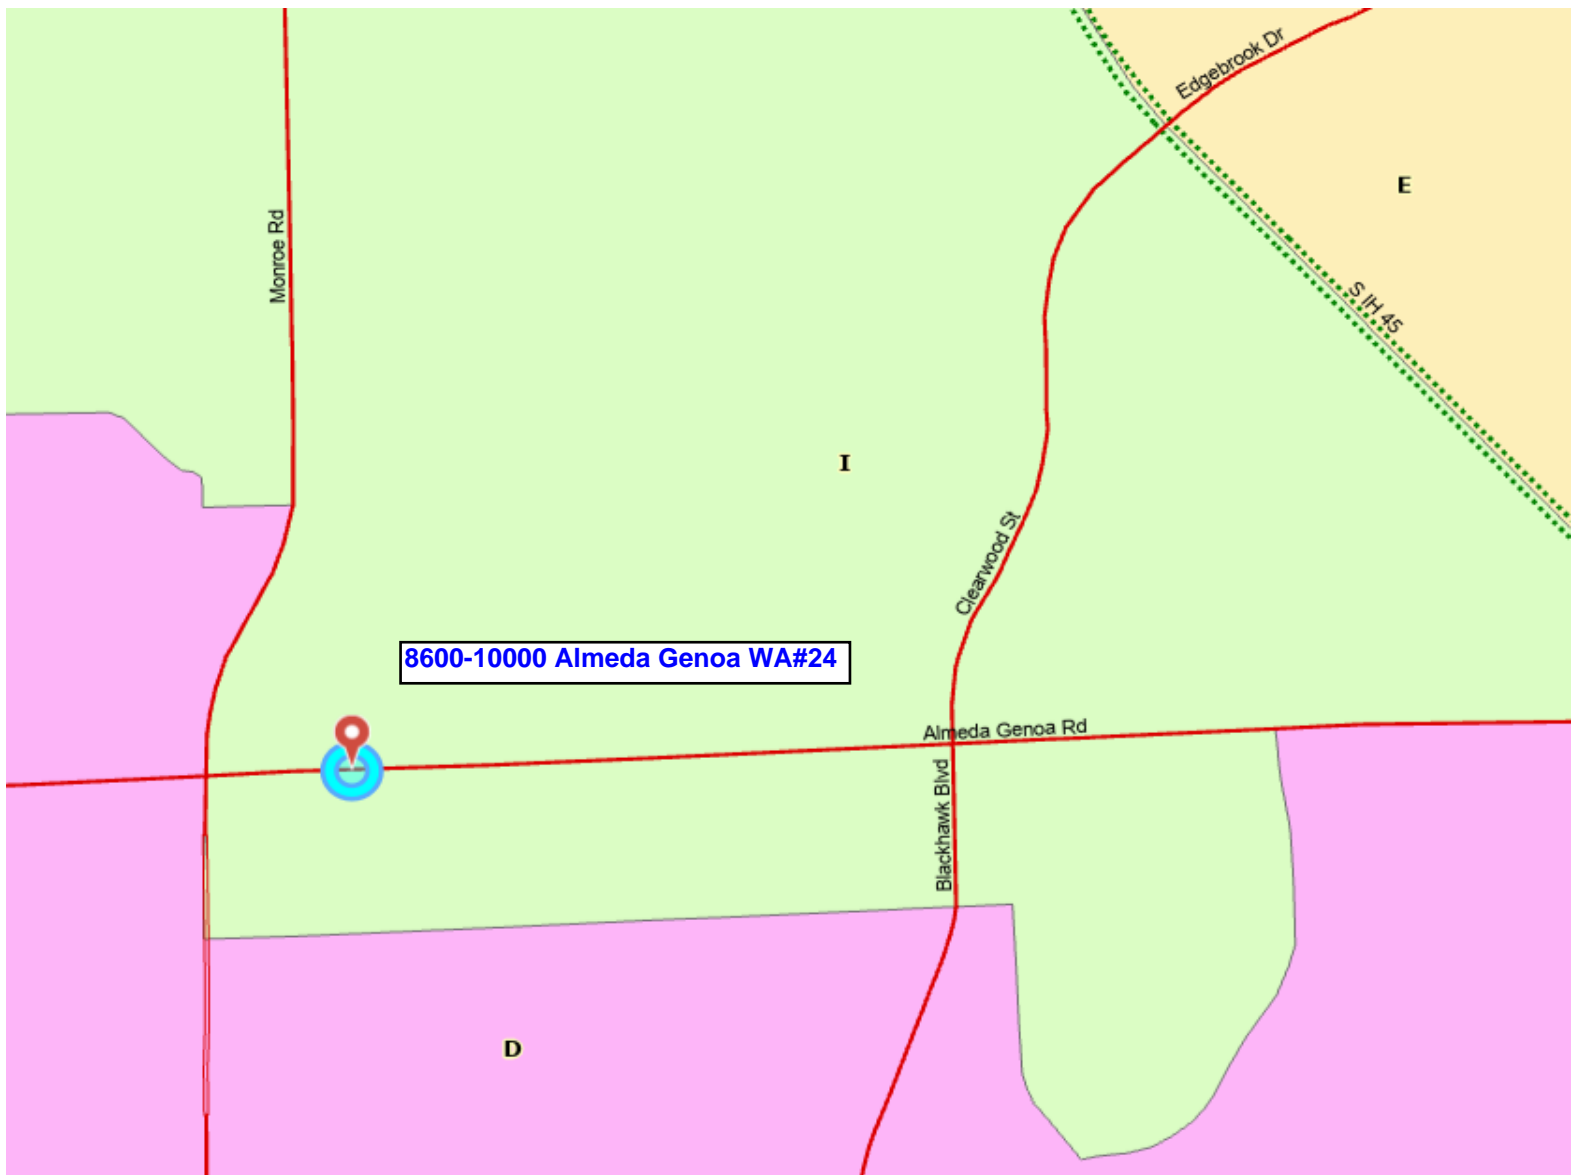 Edgebrook Dr
E
Monroe Rd
S IH 45
I
Clearwood St
8600-10000 Almeda Genoa WA#24
Almeda Genoa Rd
Blackhawk Blvd
D